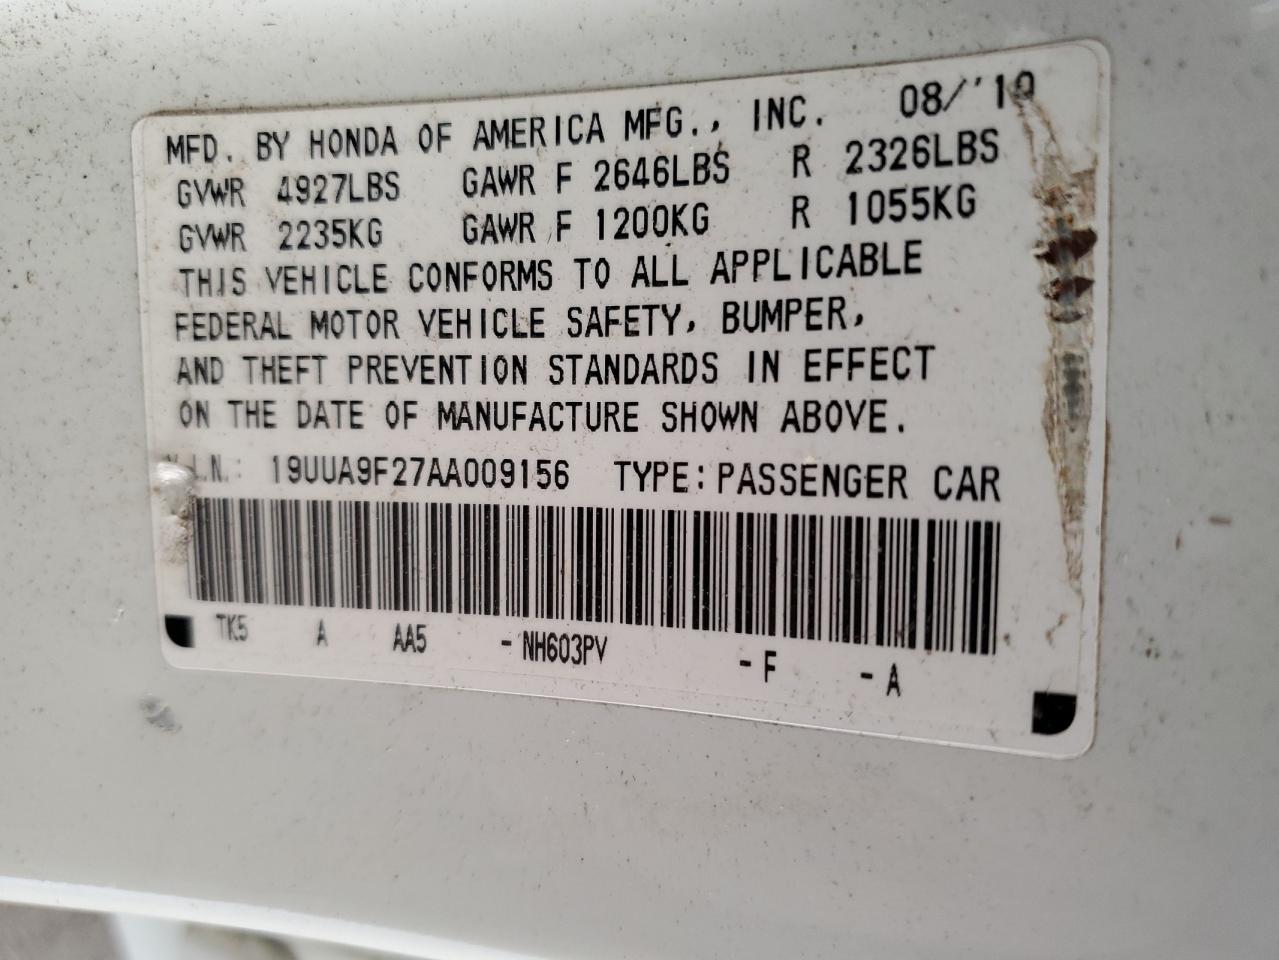 MFD. BY HONDA OF AMERICA MFG., INC. 08/'10
GVWR 4927LBS GAWR F 2646LBS R 2326LBS
GVWR 2235KG GAWR F 1200KG R 1055KG
THIS VEHICLE CONFORMS TO ALL APPLICABLE
FEDERAL MOTOR VEHICLE SAFETY, BUMPER,
AND THEFT PREVENTION STANDARDS IN EFFECT
ON THE DATE OF MANUFACTURE SHOWN ABOVE.
V.I.N.: 19UUA9F27AA009156 TYPE: PASSENGER CAR
TK5 A AA5 - NH603PV - F - A